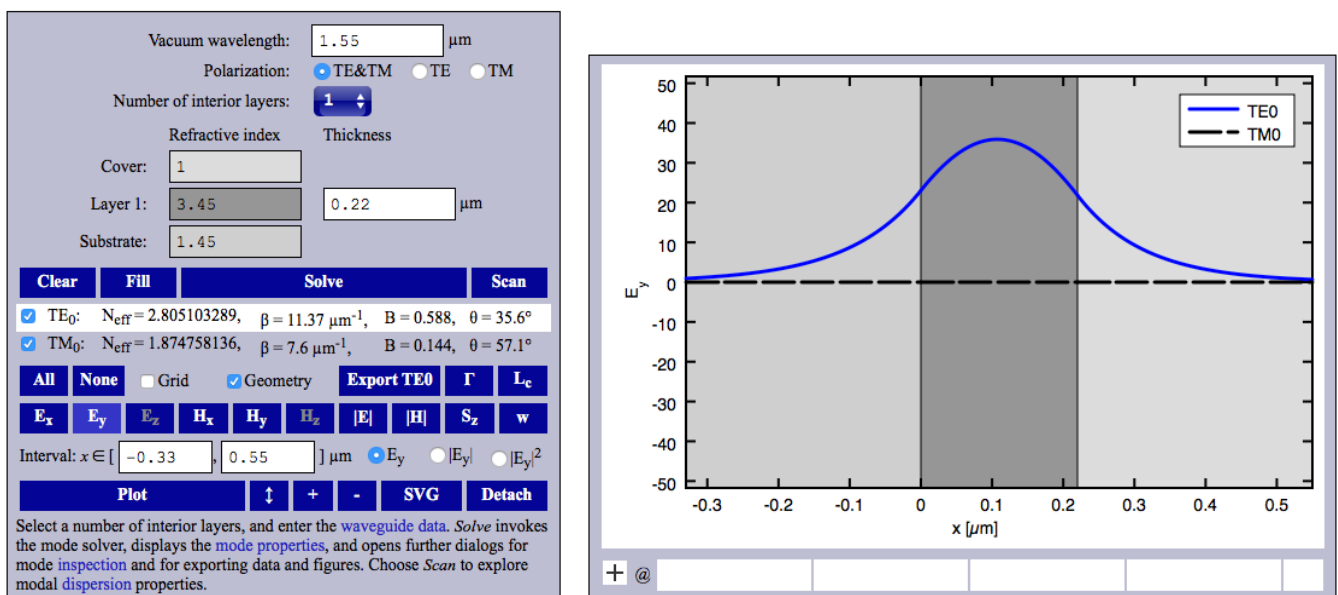 Vacuum wavelength: 1.55 µm
Polarization: TE&TM TE TM
Number of interior layers: 1
Refractive index Thickness
Cover: 1
Layer 1: 3.45 0.22 µm
Substrate: 1.45
Clear Fill Solve Scan
TE0: Neff = 2.805103289, β = 11.37 µm-1, B = 0.588, θ = 35.6°
TM0: Neff = 1.874758136, β = 7.6 µm-1, B = 0.144, θ = 57.1°
All None Grid Geometry Export TE0 Γ Lc
Ex Ey Ez Hx Hy Hz |E| |H| Sz w
Interval: x ∈ [ -0.33 , 0.55 ] µm Ey |Ey| |Ey|2
Plot ↕ + - SVG Detach
Select a number of interior layers, and enter the waveguide data. Solve invokes
the mode solver, displays the mode properties, and opens further dialogs for
mode inspection and for exporting data and figures. Choose Scan to explore
modal dispersion properties.
50
40
30
20
10
0
-10
-20
-30
-40
-50
Ey
TE0
TM0
-0.3 -0.2 -0.1 0 0.1 0.2 0.3 0.4 0.5
x [µm]
+ @